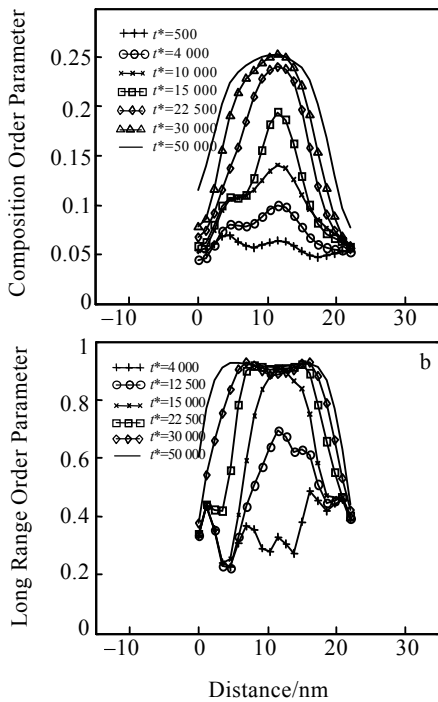 t*=500
t*=4 000
t*=10 000
t*=15 000
t*=22 500
t*=30 000
t*=50 000
Composition Order Parameter
0.25
0.2
0.15
0.1
0.05
0
−10 0 10 20 30
b
t*=4 000
t*=12 500
t*=15 000
t*=22 500
t*=30 000
t*=50 000
Long Range Order Parameter
1
0.8
0.6
0.4
0.2
0
−10 0 10 20 30
Distance/nm